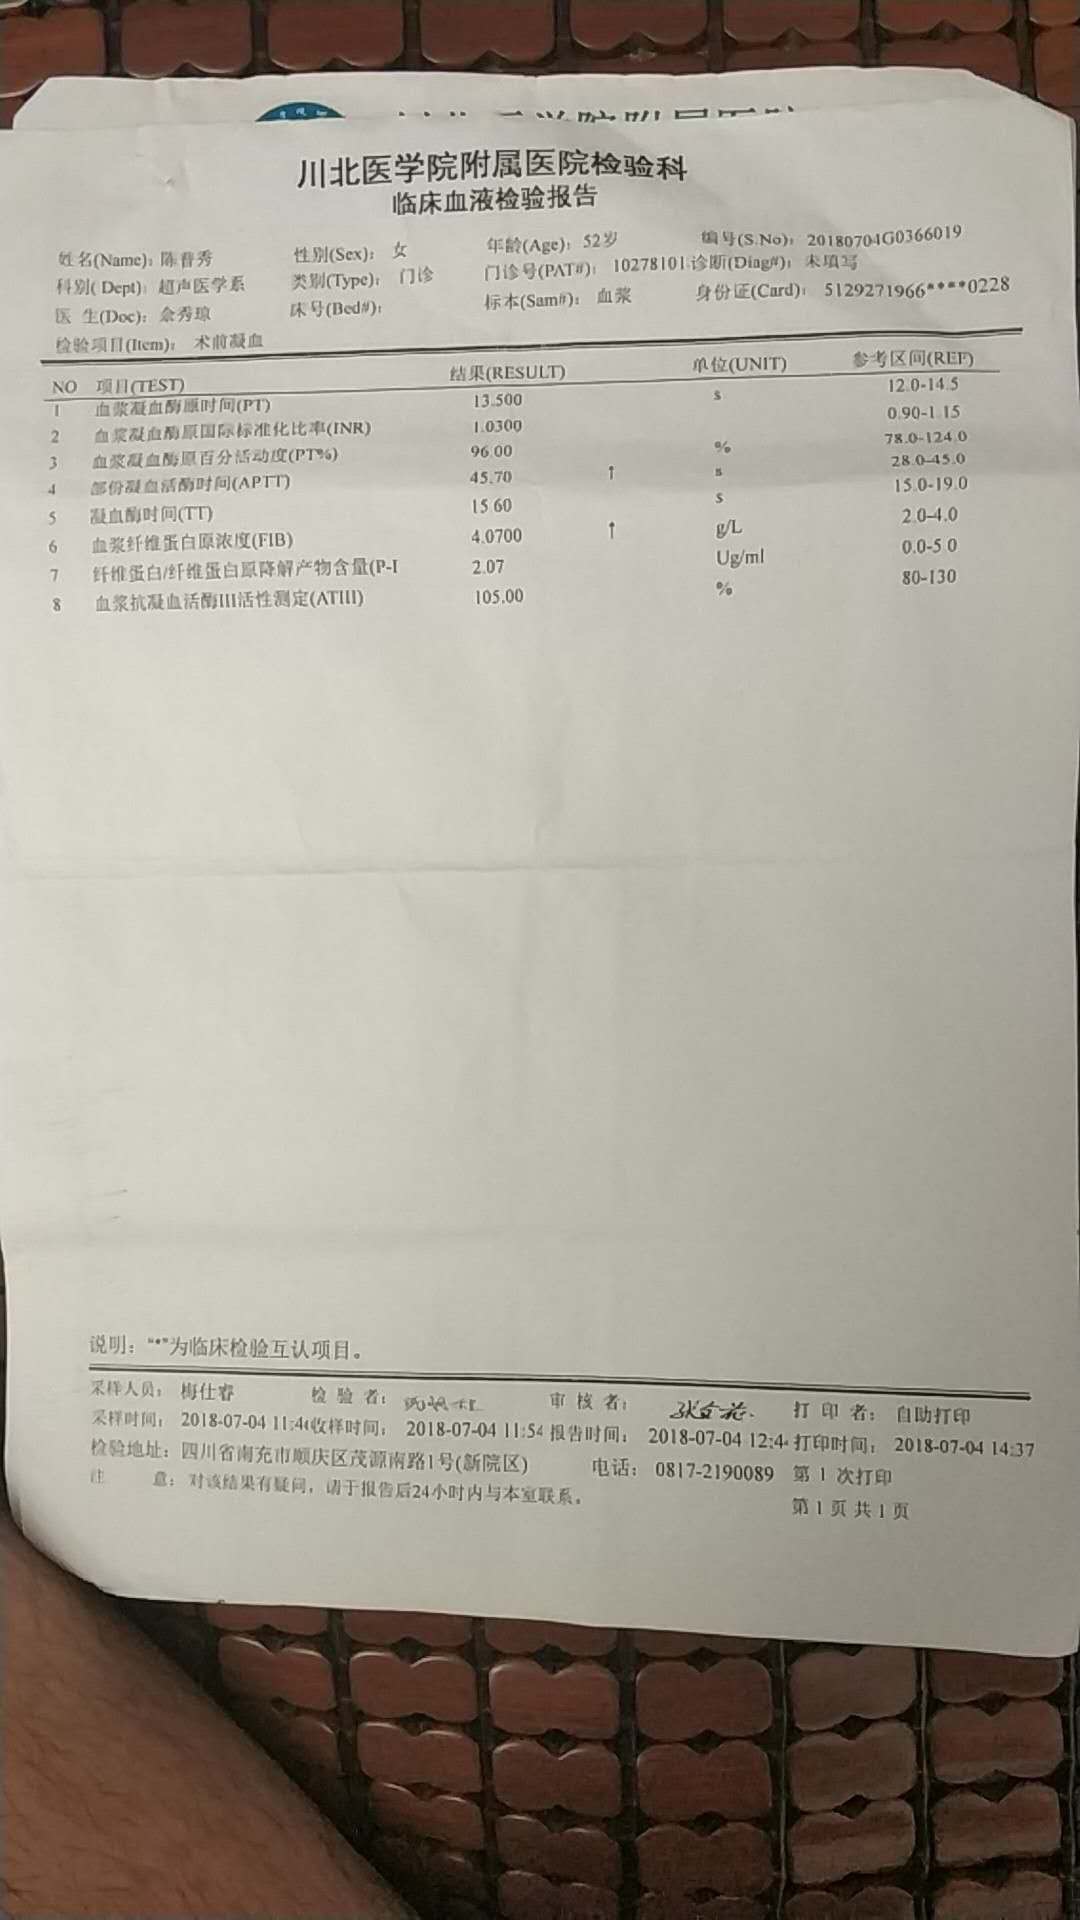 川北医学院附属医院检验科
临床血液检验报告
姓名(Name): 陈普秀 性别(Sex): 女 年龄(Age): 52岁 编号(S.No): 20180704G0366019
科别( Dept): 超声医学系 类别(Type): 门诊 门诊号(PAT#): 10278101 诊断(Diag#): 未填写
医 生(Doc): 余秀琼 床号(Bed#): 标本(Sam#): 血浆 身份证(Card): 5129271966****0228
检验项目(Item): 术前凝血
NO 项目(TEST) 结果(RESULT) 单位(UNIT) 参考区间(REF)
1 血浆凝血酶原时间(PT) 13.500 s 12.0-14.5
2 血浆凝血酶原国际标准化比率(INR) 1.0300 0.90-1.15
3 血浆凝血酶原百分活动度(PT%) 96.00 % 78.0-124.0
4 部份凝血活酶时间(APTT) 45.70 ↑ s 28.0-45.0
5 凝血酶时间(TT) 15.60 s 15.0-19.0
6 血浆纤维蛋白原浓度(FIB) 4.0700 ↑ g/L 2.0-4.0
7 纤维蛋白/纤维蛋白原降解产物含量(P-I 2.07 Ug/ml 0.0-5.0
8 血浆抗凝血活酶III活性测定(ATIII) 105.00 % 80-130
说明: “*”为临床检验互认项目。
采样人员: 梅仕睿 检 验 者: 审 核 者: 打 印 者: 自助打印
采样时间: 2018-07-04 11:4 收样时间: 2018-07-04 11:54 报告时间: 2018-07-04 12:4 打印时间: 2018-07-04 14:37
检验地址: 四川省南充市顺庆区茂源南路1号(新院区) 电话: 0817-2190089 第 1 次打印
注 意: 对该结果有疑问，请于报告后24小时内与本室联系。 第 1 页 共 1 页